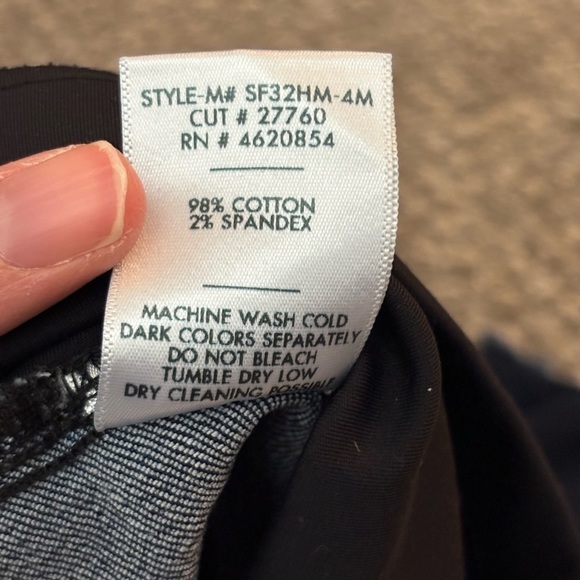 STYLE-M# SF32HM-4M
CUT # 27760
RN # 4620854
98% COTTON
2% SPANDEX
MACHINE WASH COLD
DARK COLORS SEPARATELY
DO NOT BLEACH
TUMBLE DRY LOW
DRY CLEANING POSSIBLE